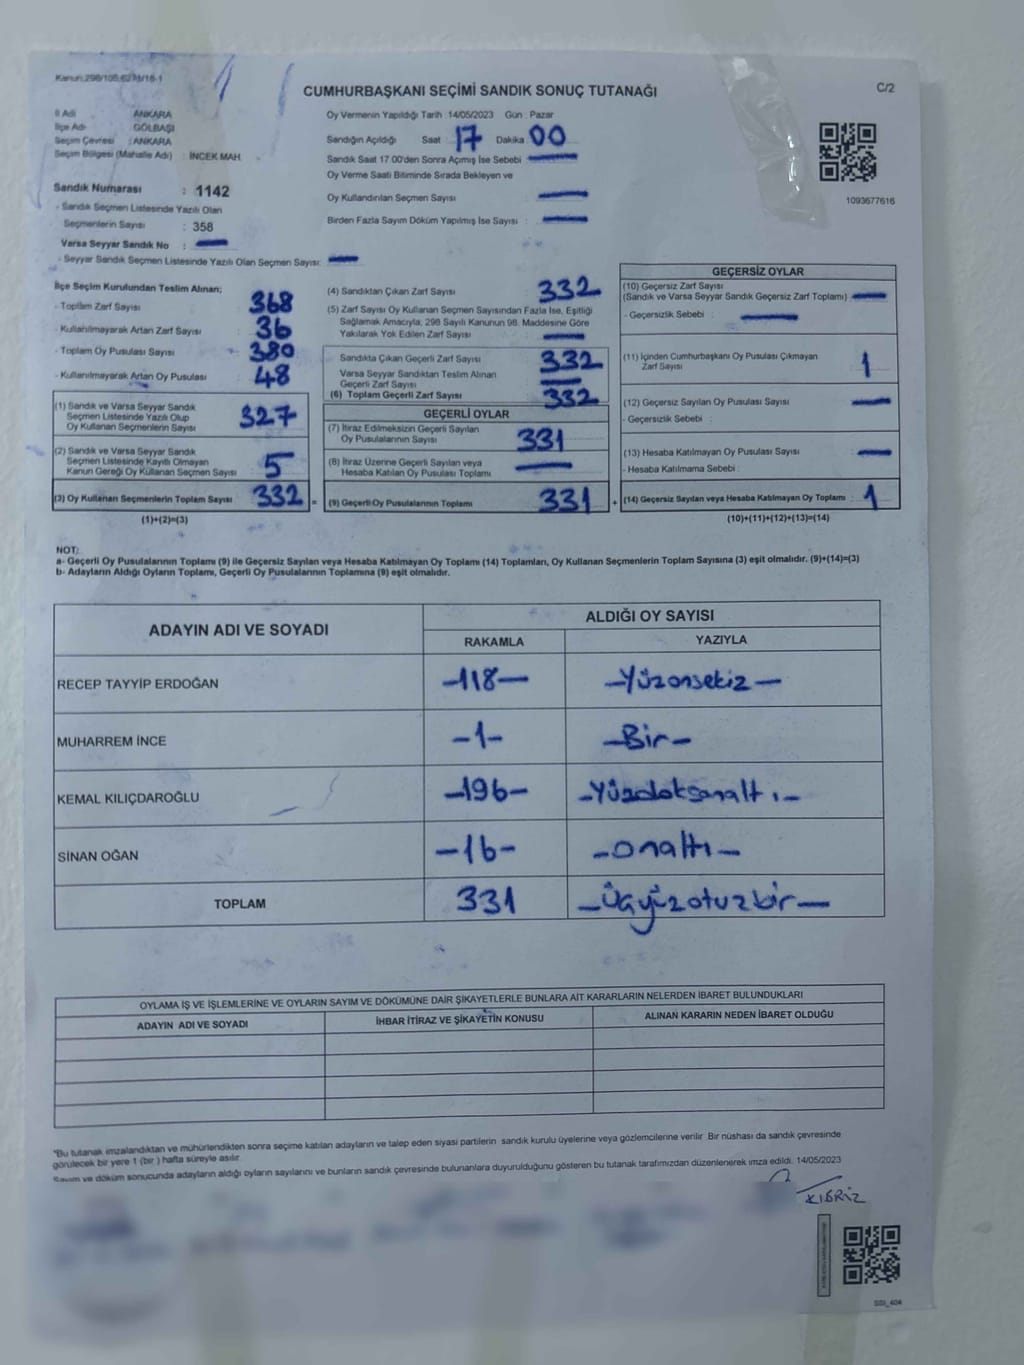 Kanun:298/105,6271/16-1
CUMHURBAŞKANI SEÇİMİ SANDIK SONUÇ TUTANAĞI
C/2
İl Adı ANKARA
İlçe Adı GÖLBAŞI
Seçim Çevresi : ANKARA
Seçim Bölgesi (Mahalle Adı) : İNCEK MAH.
Sandık Numarası : 1142
- Sandık Seçmen Listesinde Yazılı Olan
Seçmenlerin Sayısı : 358
Varsa Seyyar Sandık No :
- Seyyar Sandık Seçmen Listesinde Yazılı Olan Seçmen Sayısı:
Oy Vermenin Yapıldığı Tarih : 14/05/2023 Gün : Pazar
Sandığın Açıldığı Saat 17 Dakika 00
Sandık Saat 17.00'den Sonra Açımış İse Sebebi
Oy Verme Saati Bitiminde Sırada Bekleyen ve
Oy Kullandırılan Seçmen Sayısı
Birden Fazla Sayım Döküm Yapılmış İse Sayısı :
1093677616
İlçe Seçim Kurulundan Teslim Alınan;
- Toplam Zarf Sayısı : 368
- Kullanılmayarak Artan Zarf Sayısı : 36
- Toplam Oy Pusulası Sayısı 380
- Kullanılmayarak Artan Oy Pusulası : 48
(1) Sandık ve Varsa Seyyar Sandık
Seçmen Listesinde Yazılı Olup
Oy Kullanan Seçmenlerin Sayısı : 327
(2) Sandık ve Varsa Seyyar Sandık
Seçmen Listesinde Kayıtlı Olmayan
Kanun Gereği Oy Kullanan Seçmen Sayısı 5
(3) Oy Kullanan Seçmenlerin Toplam Sayısı : 332 =
(1)+(2)=(3)
(4) Sandıktan Çıkan Zarf Sayısı : 332
(5) Zarf Sayısı Oy Kullanan Seçmen Sayısından Fazla İse, Eşitliği
Sağlamak Amacıyla, 298 Sayılı Kanunun 98. Maddesine Göre
Yakılarak Yok Edilen Zarf Sayısı :
Sandıkta Çıkan Geçerli Zarf Sayısı : 332
Varsa Seyyar Sandıktan Teslim Alınan
Geçerli Zarf Sayısı :
(6) Toplam Geçerli Zarf Sayısı : 332
GEÇERLİ OYLAR
(7) İtiraz Edilmeksizin Geçerli Sayılan
Oy Pusulalarının Sayısı 331
(8) İtiraz Üzerine Geçerli Sayılan veya
Hesaba Katılan Oy Pusulası Toplamı
(9) Geçerli Oy Pusulalarının Toplamı : 331 +
GEÇERSİZ OYLAR
(10) Geçersiz Zarf Sayısı
(Sandık ve Varsa Seyyar Sandık Geçersiz Zarf Toplamı)
- Geçersizlik Sebebi :
(11) İçinden Cumhurbaşkanı Oy Pusulası Çıkmayan
Zarf Sayısı : 1
(12) Geçersiz Sayılan Oy Pusulası Sayısı :
- Geçersizlik Sebebi :
(13) Hesaba Katılmayan Oy Pusulası Sayısı :
- Hesaba Katılmama Sebebi :
(14) Geçersiz Sayılan veya Hesaba Katılmayan Oy Toplamı : 1
(10)+(11)+(12)+(13)=(14)
NOT:
a- Geçerli Oy Pusulalarının Toplamı (9) ile Geçersiz Sayılan veya Hesaba Katılmayan Oy Toplamı (14) Toplamları, Oy Kullanan Seçmenlerin Toplam Sayısına (3) eşit olmalıdır. (9)+(14)=(3)
b- Adayların Aldığı Oyların Toplamı, Geçerli Oy Pusulalarının Toplamına (9) eşit olmalıdır.
ADAYIN ADI VE SOYADI
ALDIĞI OY SAYISI
RAKAMLA YAZIYLA
RECEP TAYYİP ERDOĞAN -118- -Yüzonsekiz-
MUHARREM İNCE -1- -Bir-
KEMAL KILIÇDAROĞLU -196- -Yüzdoksanaltı-
SİNAN OĞAN -16- -onaltı-
TOPLAM 331 -Üçyüzotuzbir-
OYLAMA İŞ VE İŞLEMLERİNE VE OYLARIN SAYIM VE DÖKÜMÜNE DAİR ŞİKAYETLERLE BUNLARA AİT KARARLARIN NELERDEN İBARET BULUNDUKLARI
ADAYIN ADI VE SOYADI İHBAR İTİRAZ VE ŞİKAYETİN KONUSU ALINAN KARARIN NEDEN İBARET OLDUĞU
"Bu tutanak imzalandıktan ve mühürlendikten sonra seçime katılan adayların ve talep eden siyasi partilerin sandık kurulu üyelerine veya gözlemcilerine verilir. Bir nüshası da sandık çevresinde
görülecek bir yere 1 (bir ) hafta süreyle asılır.
Sayım ve döküm sonucunda adayların aldığı oyların sayılarını ve bunların sandık çevresinde bulunanlara duyurulduğunu gösteren bu tutanak tarafımızdan düzenlenerek imza edildi. 14/05/2023
KIBRIZ
SSI_404